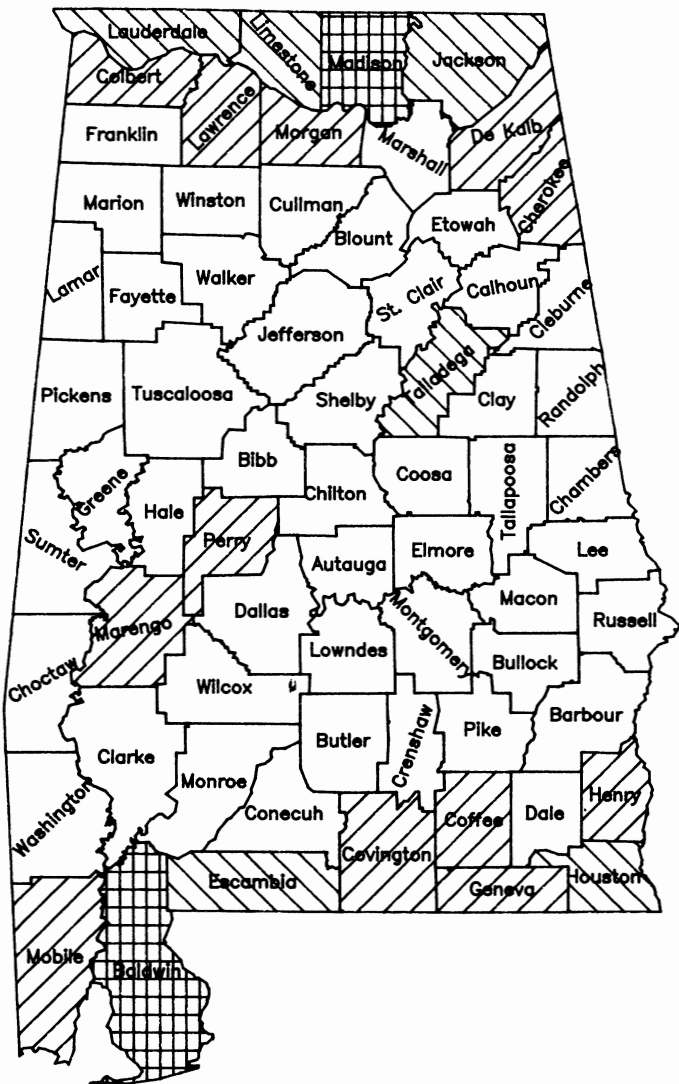 Lauderdale
Limestone
Madison
Jackson
Colbert
Lawrence
Franklin
Morgan
Marshall
De Kalb
Cherokee
Marion
Winston
Cullman
Blount
Etowah
Lamar
Fayette
Walker
St. Clair
Calhoun
Cleburne
Jefferson
Pickens
Tuscaloosa
Shelby
Talladega
Clay
Randolph
Bibb
Coosa
Tallapoosa
Chambers
Greene
Hale
Chilton
Sumter
Perry
Autauga
Elmore
Lee
Marengo
Dallas
Macon
Russell
Lowndes
Montgomery
Bullock
Choctaw
Wilcox
Clarke
Butler
Crenshaw
Pike
Barbour
Washington
Monroe
Conecuh
Covington
Coffee
Dale
Henry
Escambia
Geneva
Houston
Mobile
Baldwin